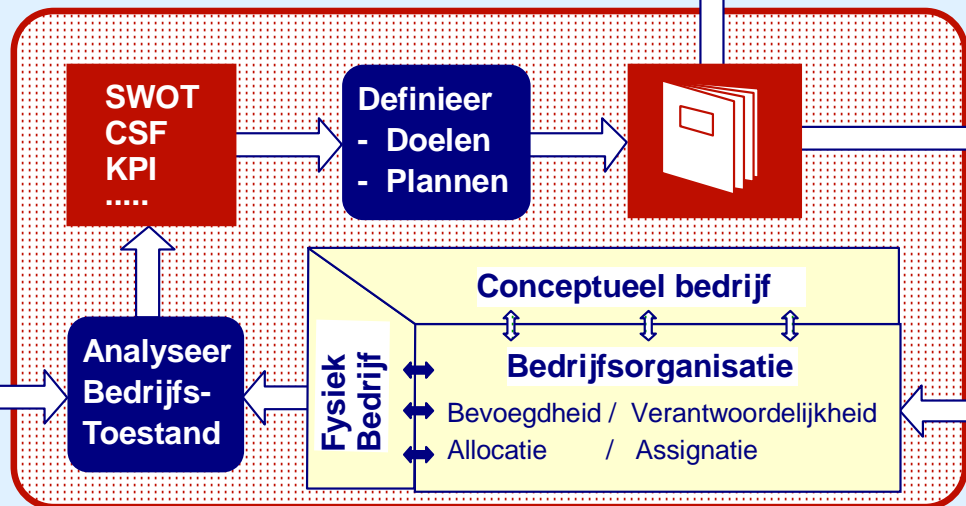 SWOT
CSF
KPI
.....
Definieer
- Doelen
- Plannen
Conceptueel bedrijf
Analyseer
Bedrijfs-
Toestand
Fysiek
Bedrijf
Bedrijfsorganisatie
Bevoegdheid / Verantwoordelijkheid
Allocatie / Assignatie